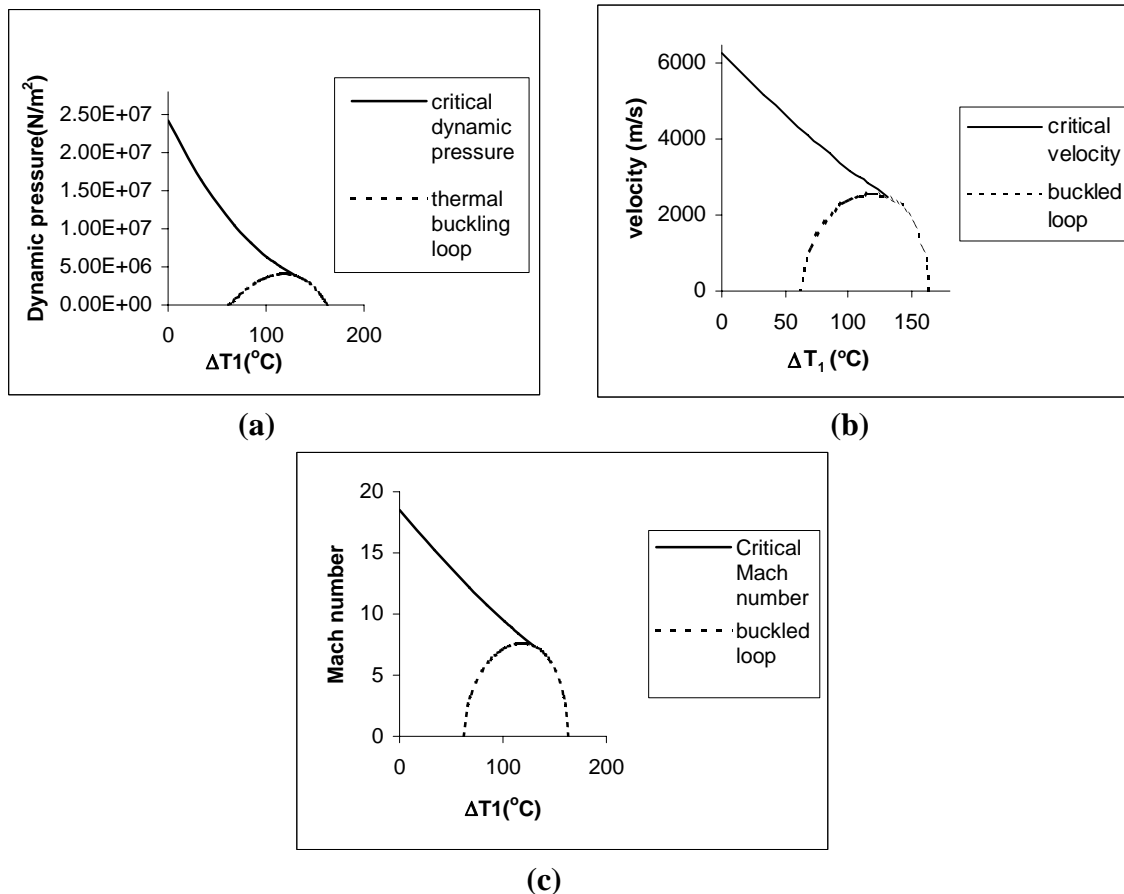 Dynamic pressure(N/m²)
2.50E+07
2.00E+07
1.50E+07
1.00E+07
5.00E+06
0.00E+00
0
100
200
ΔT1(°C)
critical
dynamic
pressure
thermal
buckling
loop
(a)
velocity (m/s)
6000
4000
2000
0
0
50
100
150
ΔT₁ (ºC)
critical
velocity
buckled
loop
(b)
Mach number
20
15
10
5
0
0
100
200
ΔT1(°C)
Critical
Mach
number
buckled
loop
(c)